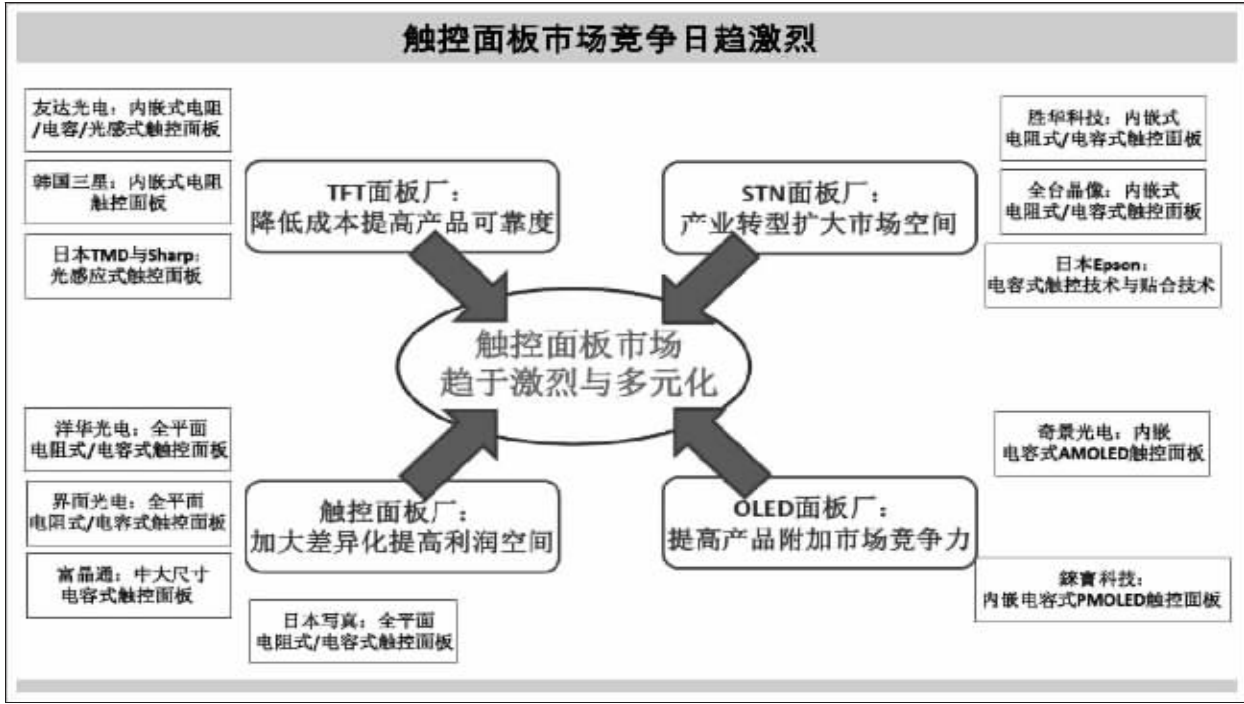 触控面板市场竞争日趋激烈
友达光电：内嵌式电阻
/电容/光感式触控面板
韩国三星：内嵌式电阻
触控面板
日本TMD与Sharp：
光感应式触控面板
TFT面板厂：
降低成本提高产品可靠度
STN面板厂：
产业转型扩大市场空间
胜华科技：内嵌式
电阻式/电容式触控面板
全台晶像：内嵌式
电阻式/电容式触控面板
日本Epson：
电容式触控技术与贴合技术
触控面板市场
趋于激烈与多元化
洋华光电：全平面
电阻式/电容式触控面板
界面光电：全平面
电阻式/电容式触控面板
富晶通：中大尺寸
电容式触控面板
触控面板厂：
加大差异化提高利润空间
日本写真：全平面
电阻式/电容式触控面板
OLED面板厂：
提高产品附加市场竞争力
奇景光电：内嵌
电容式AMOLED触控面板
錸寶科技：
内嵌电容式PMOLED触控面板